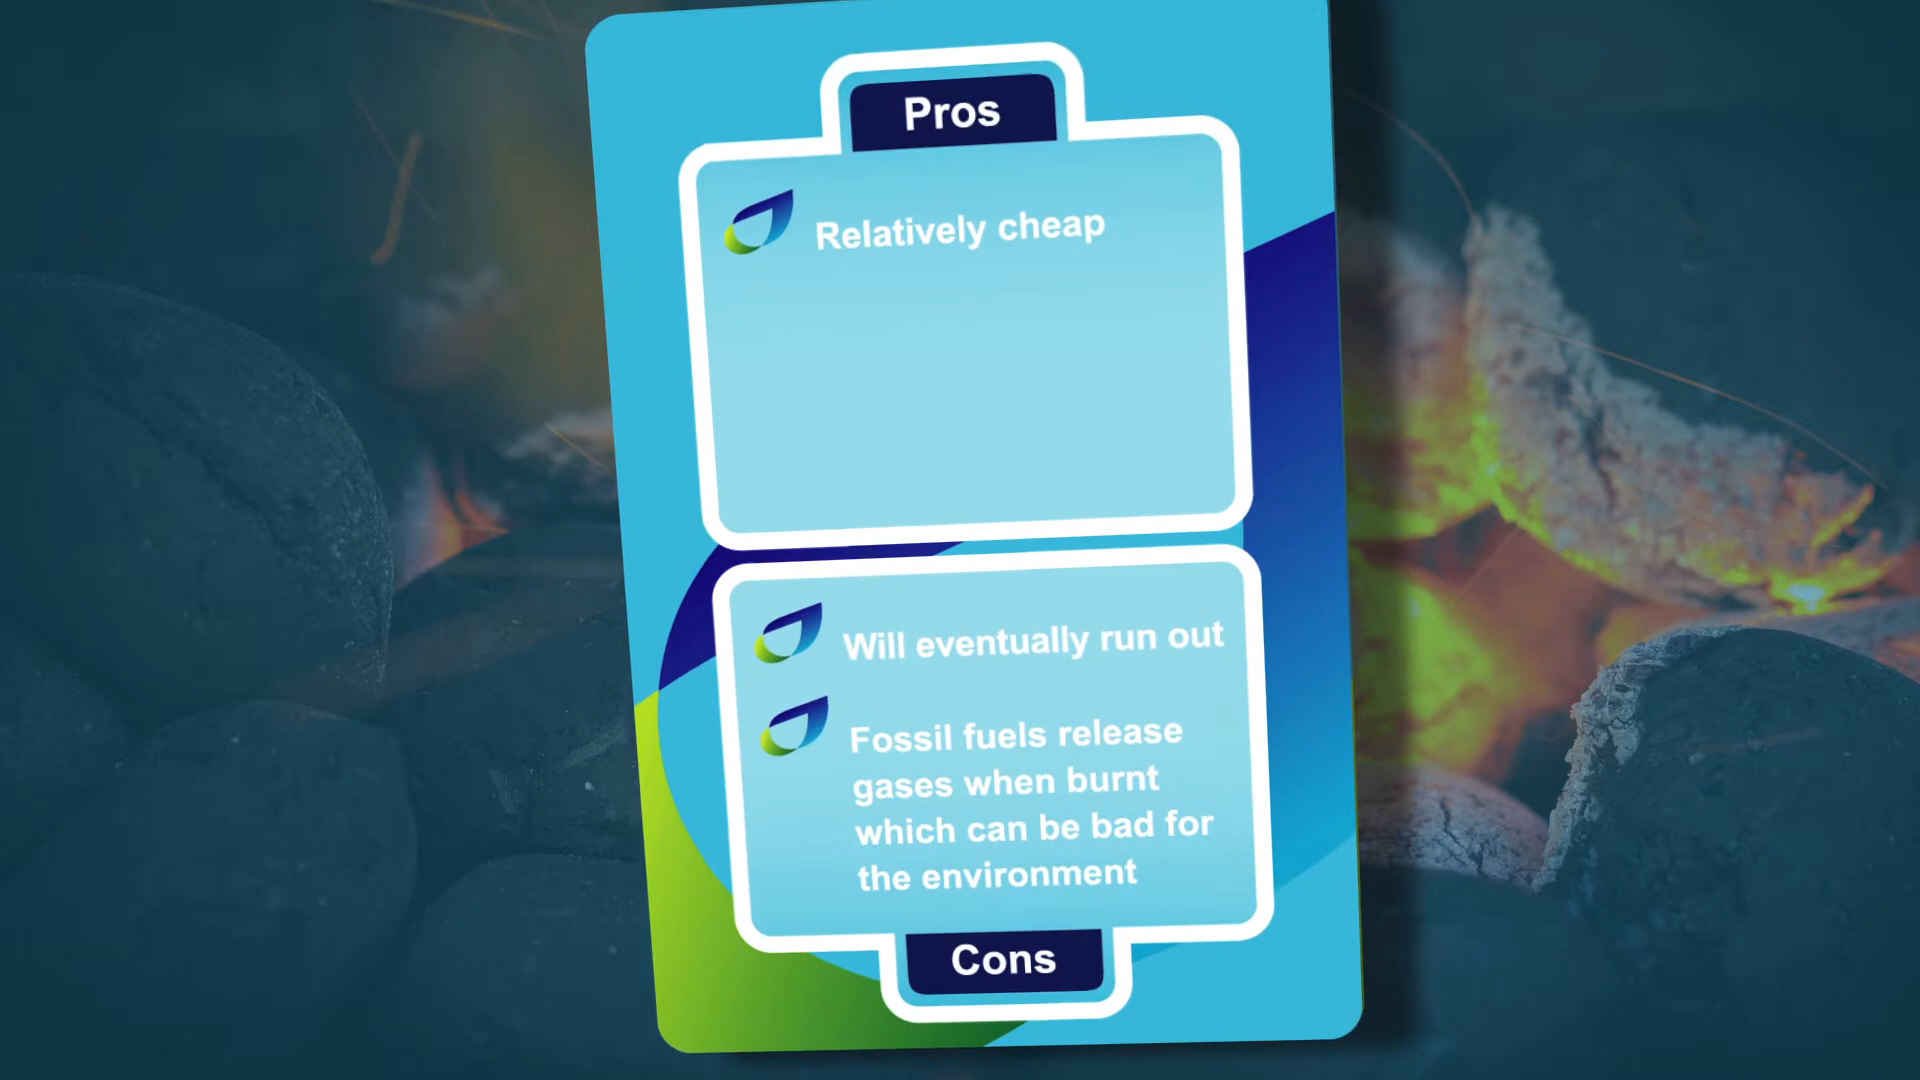 Pros
Relatively cheap
Will eventually run out
Fossil fuels release
gases when burnt
which can be bad for
the environment
Cons